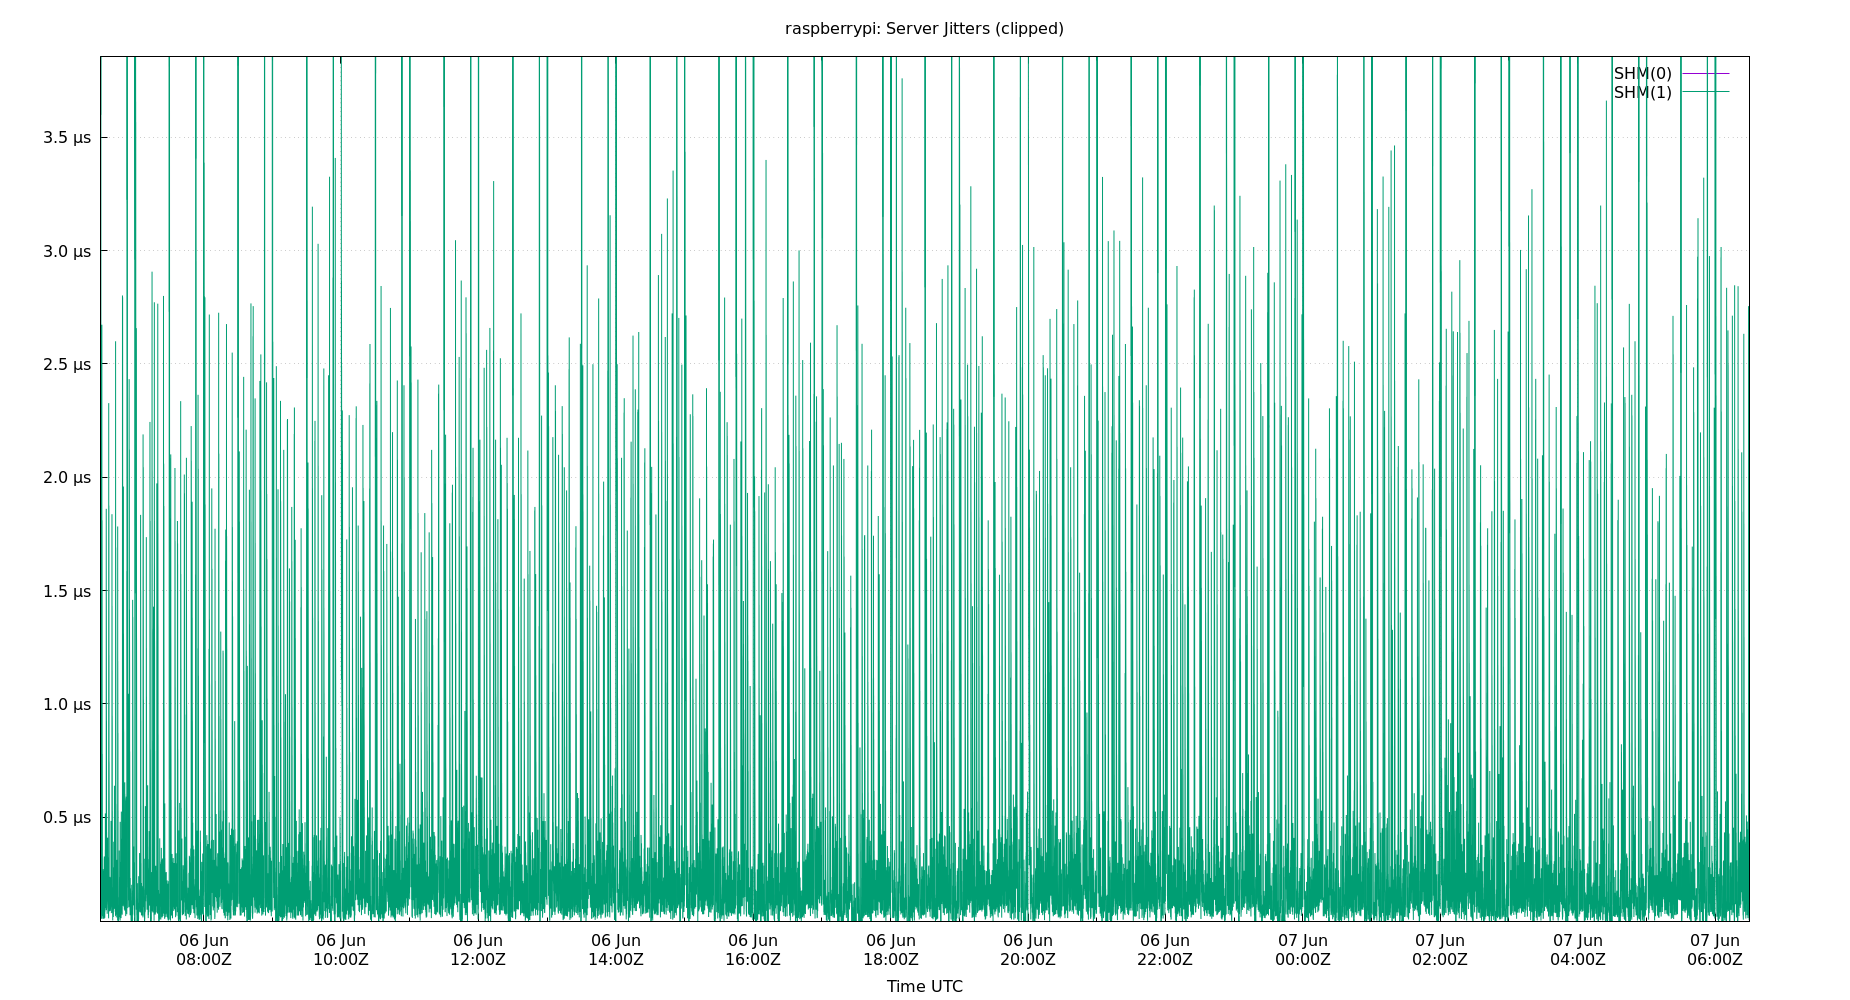 raspberrypi: Server Jitters (clipped)
SHM(0)
SHM(1)
3.5 μs
3.0 μs
2.5 μs
2.0 μs
1.5 μs
1.0 μs
0.5 μs
06 Jun 06 Jun 06 Jun 06 Jun 06 Jun 06 Jun 06 Jun 06 Jun 07 Jun 07 Jun 07 Jun 07 Jun
08:00Z 10:00Z 12:00Z 14:00Z 16:00Z 18:00Z 20:00Z 22:00Z 00:00Z 02:00Z 04:00Z 06:00Z
Time UTC